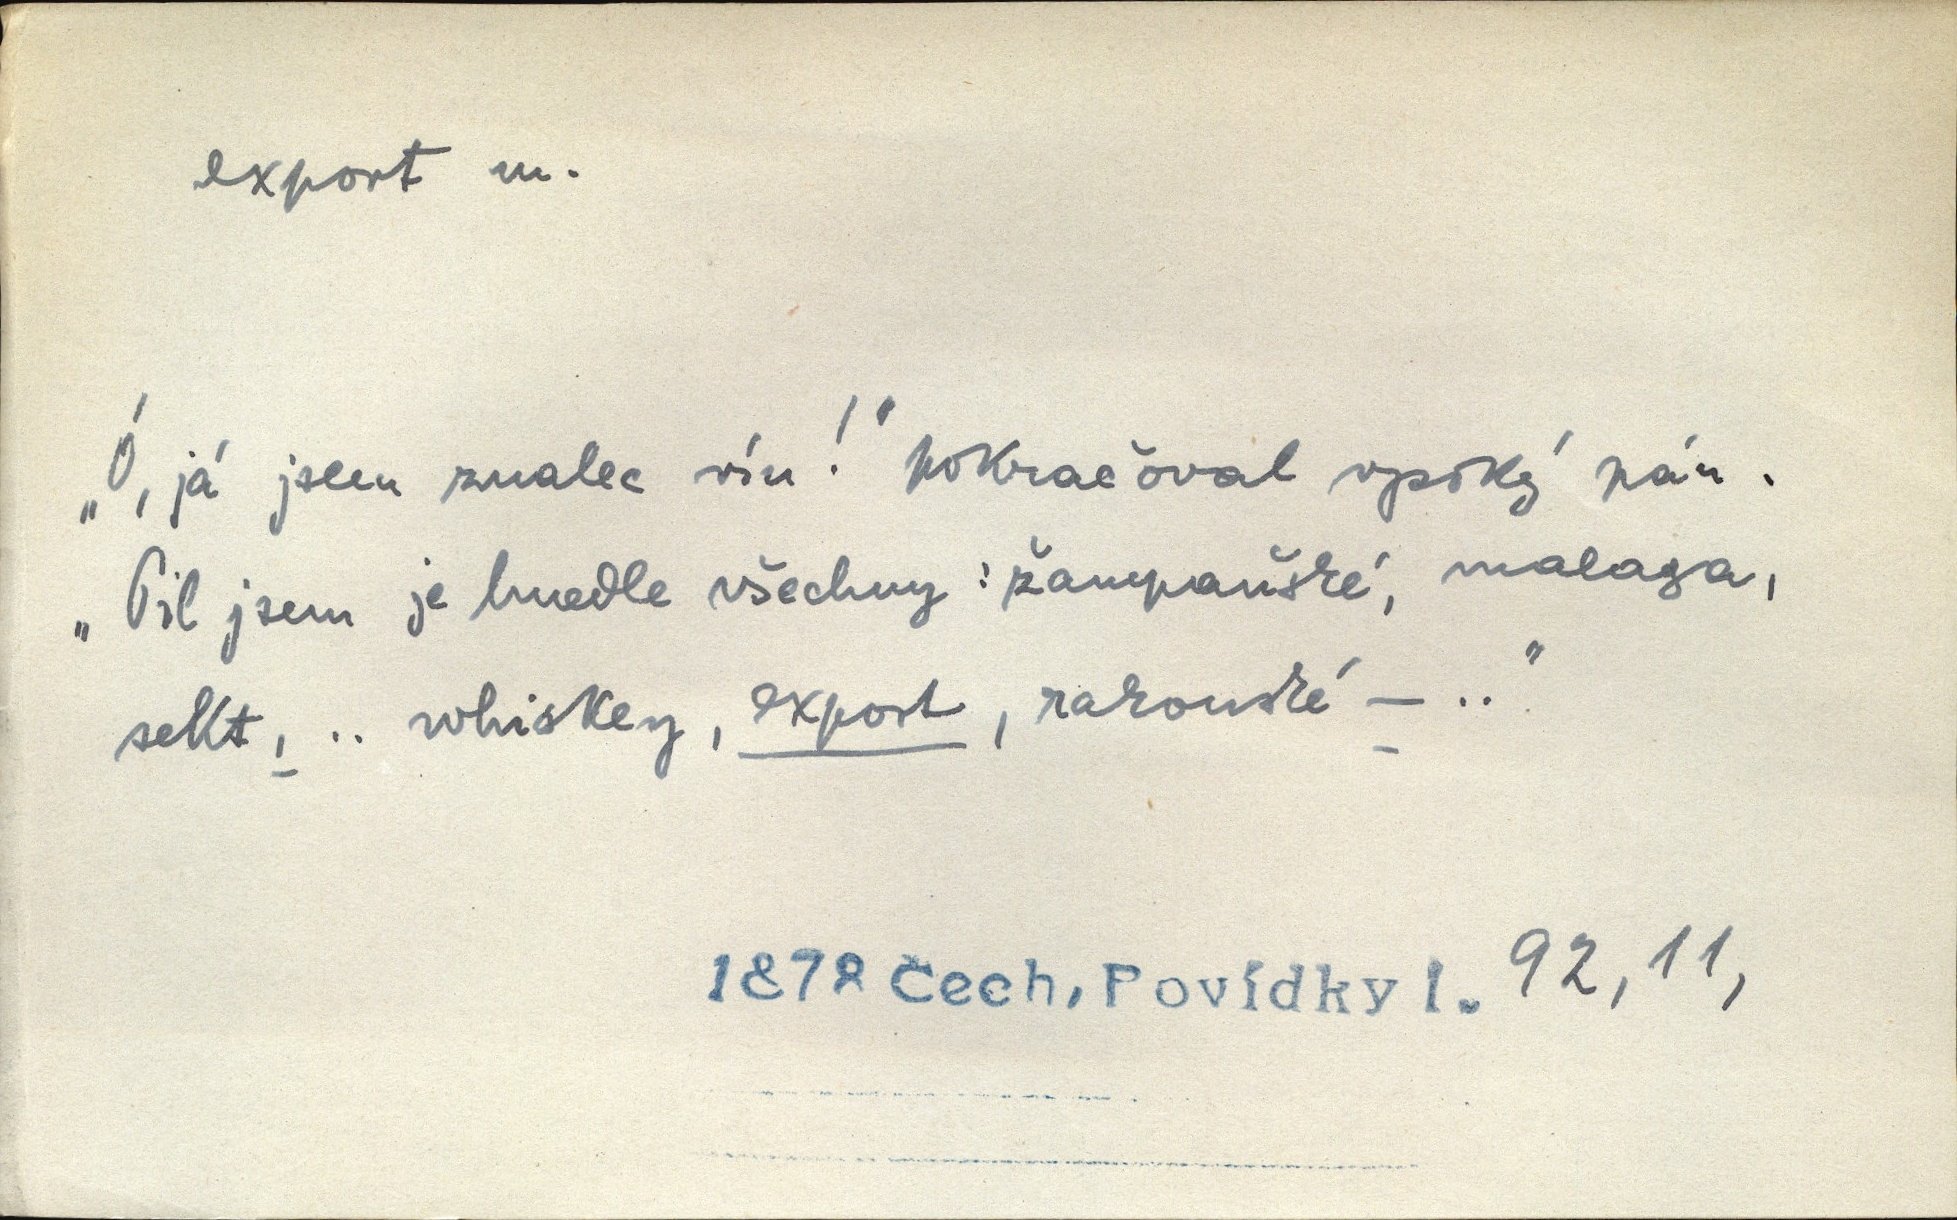 export m.
„Ó, já jsem znalec vín!" pokračoval vysoký pán.
„Pil jsem je hnedle všechny: žampaňské, malaga,
sekt, .. whiskey, export, rakouské — .."
1878 Čech, Povídky I. 92, 11,